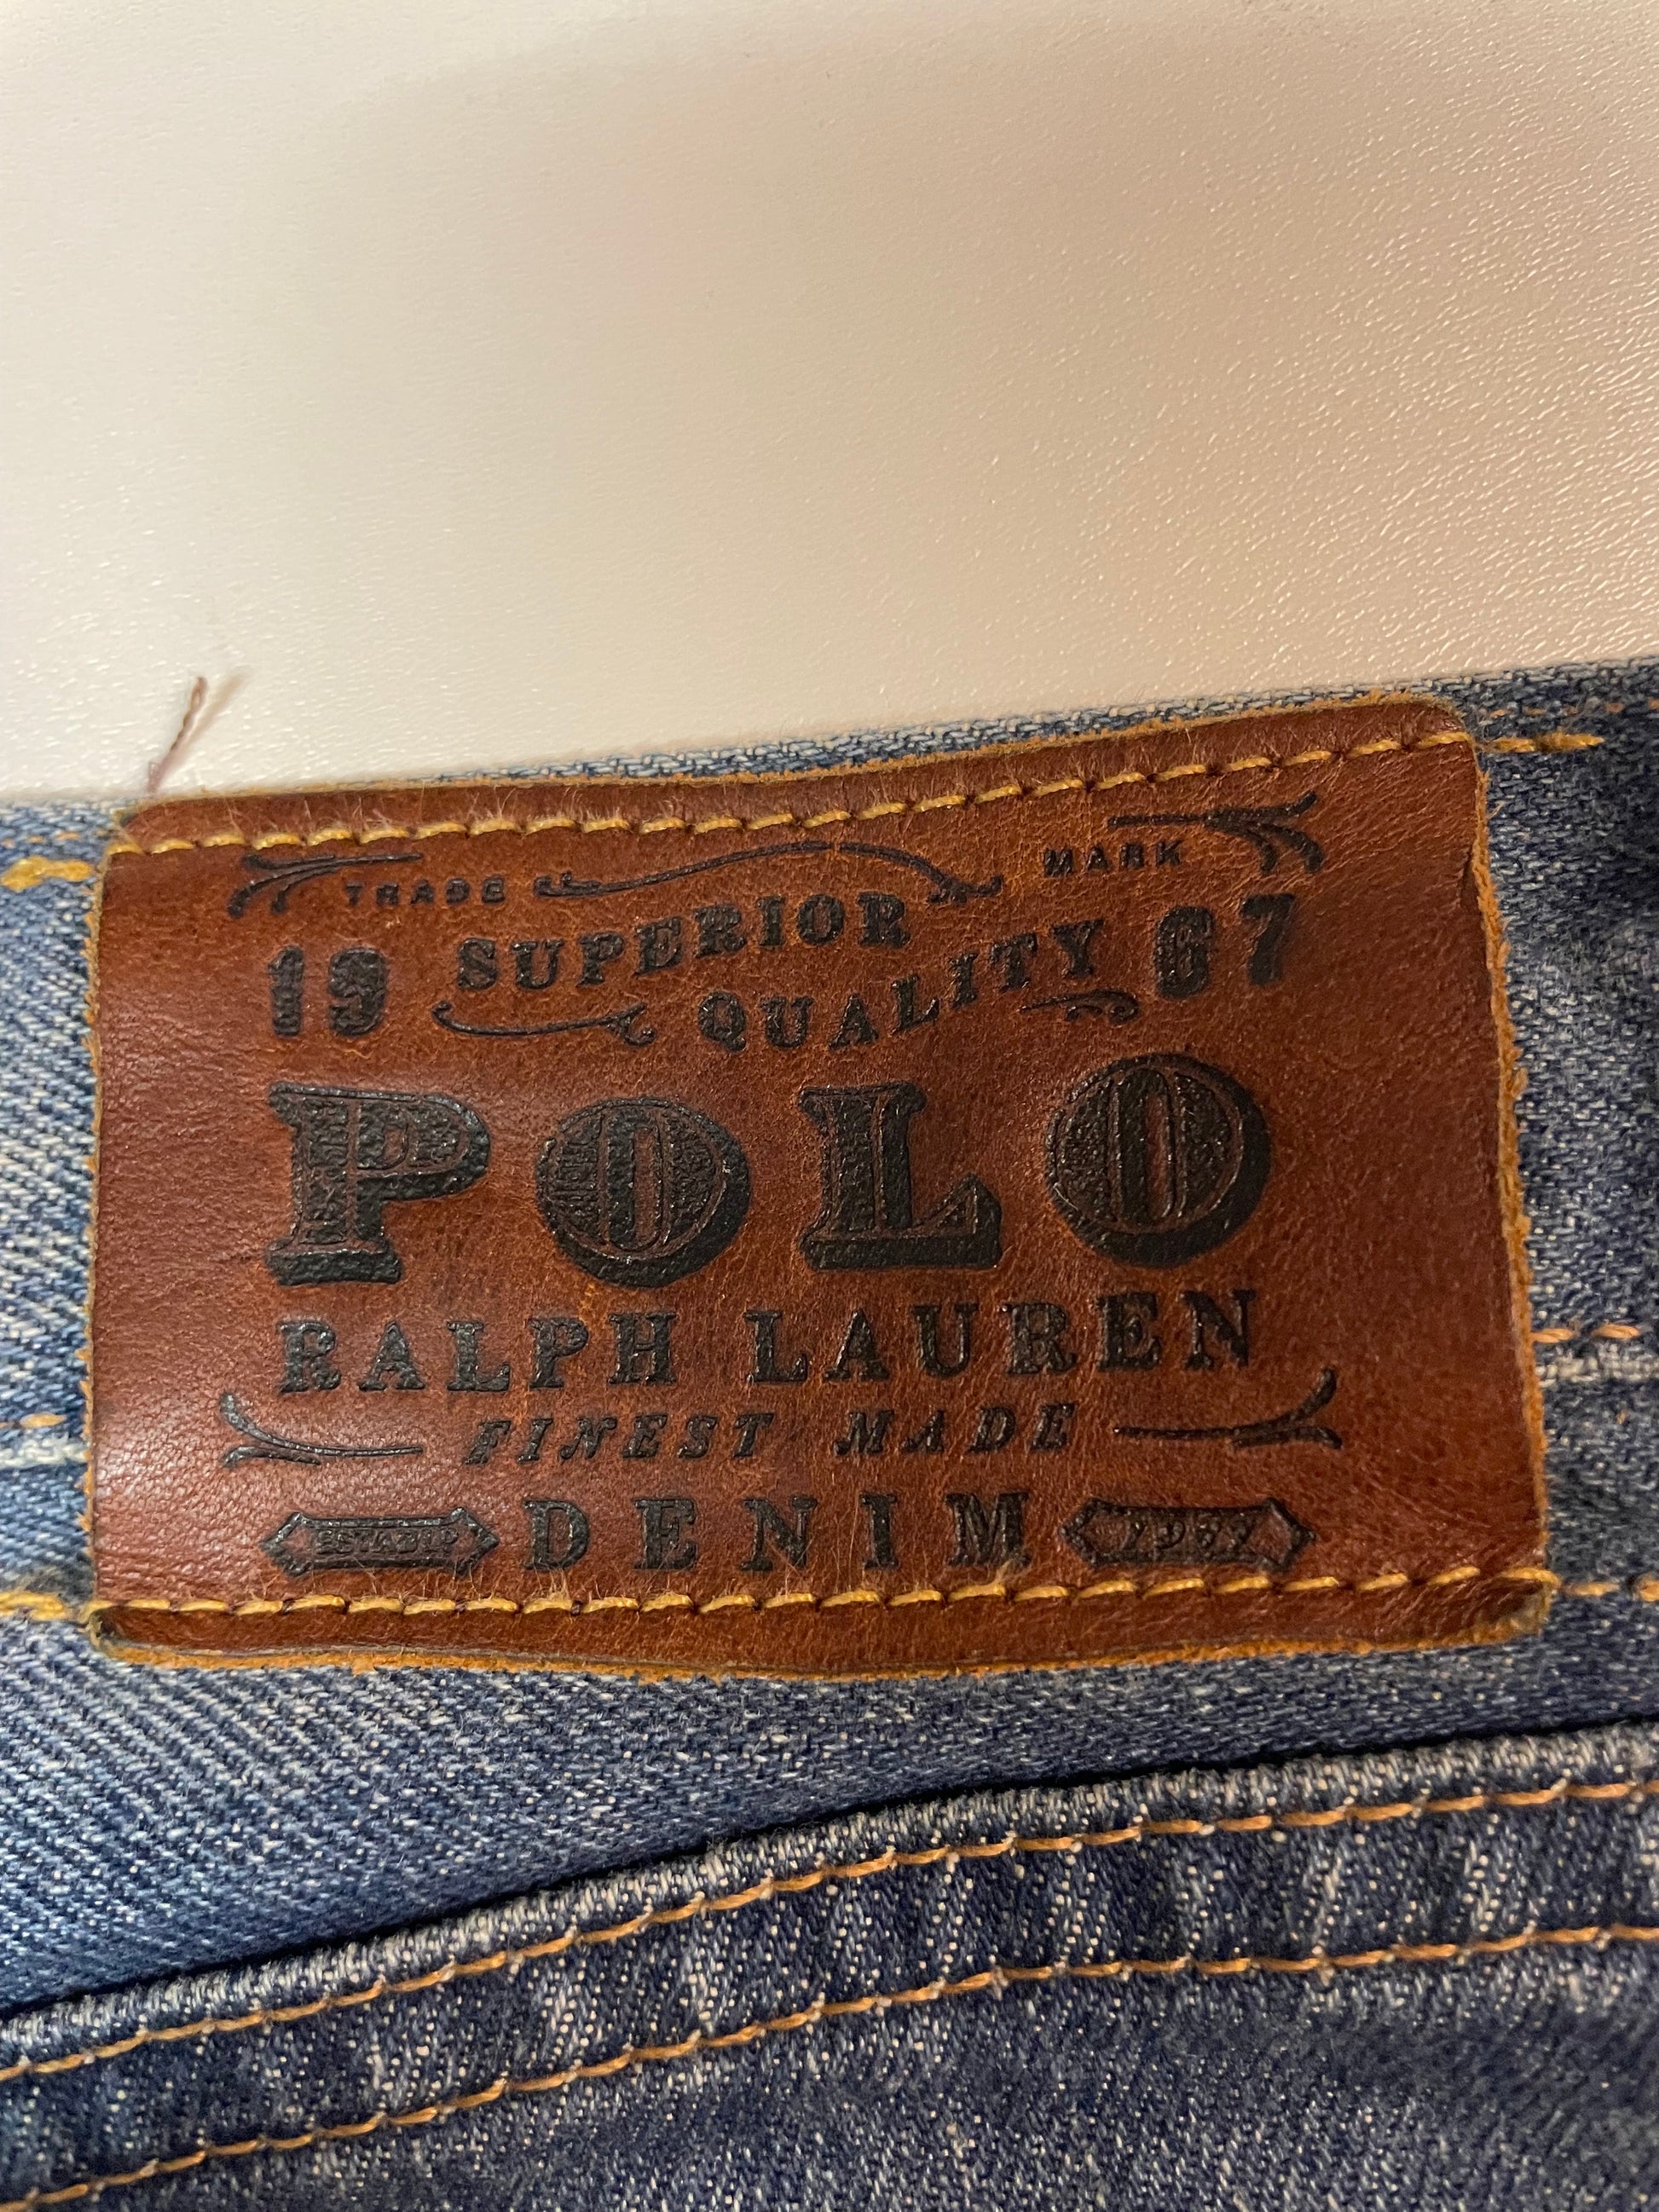 TRADE MARK
19 SUPERIOR QUALITY 67
POLO
RALPH LAUREN
FINEST MADE
DENIM